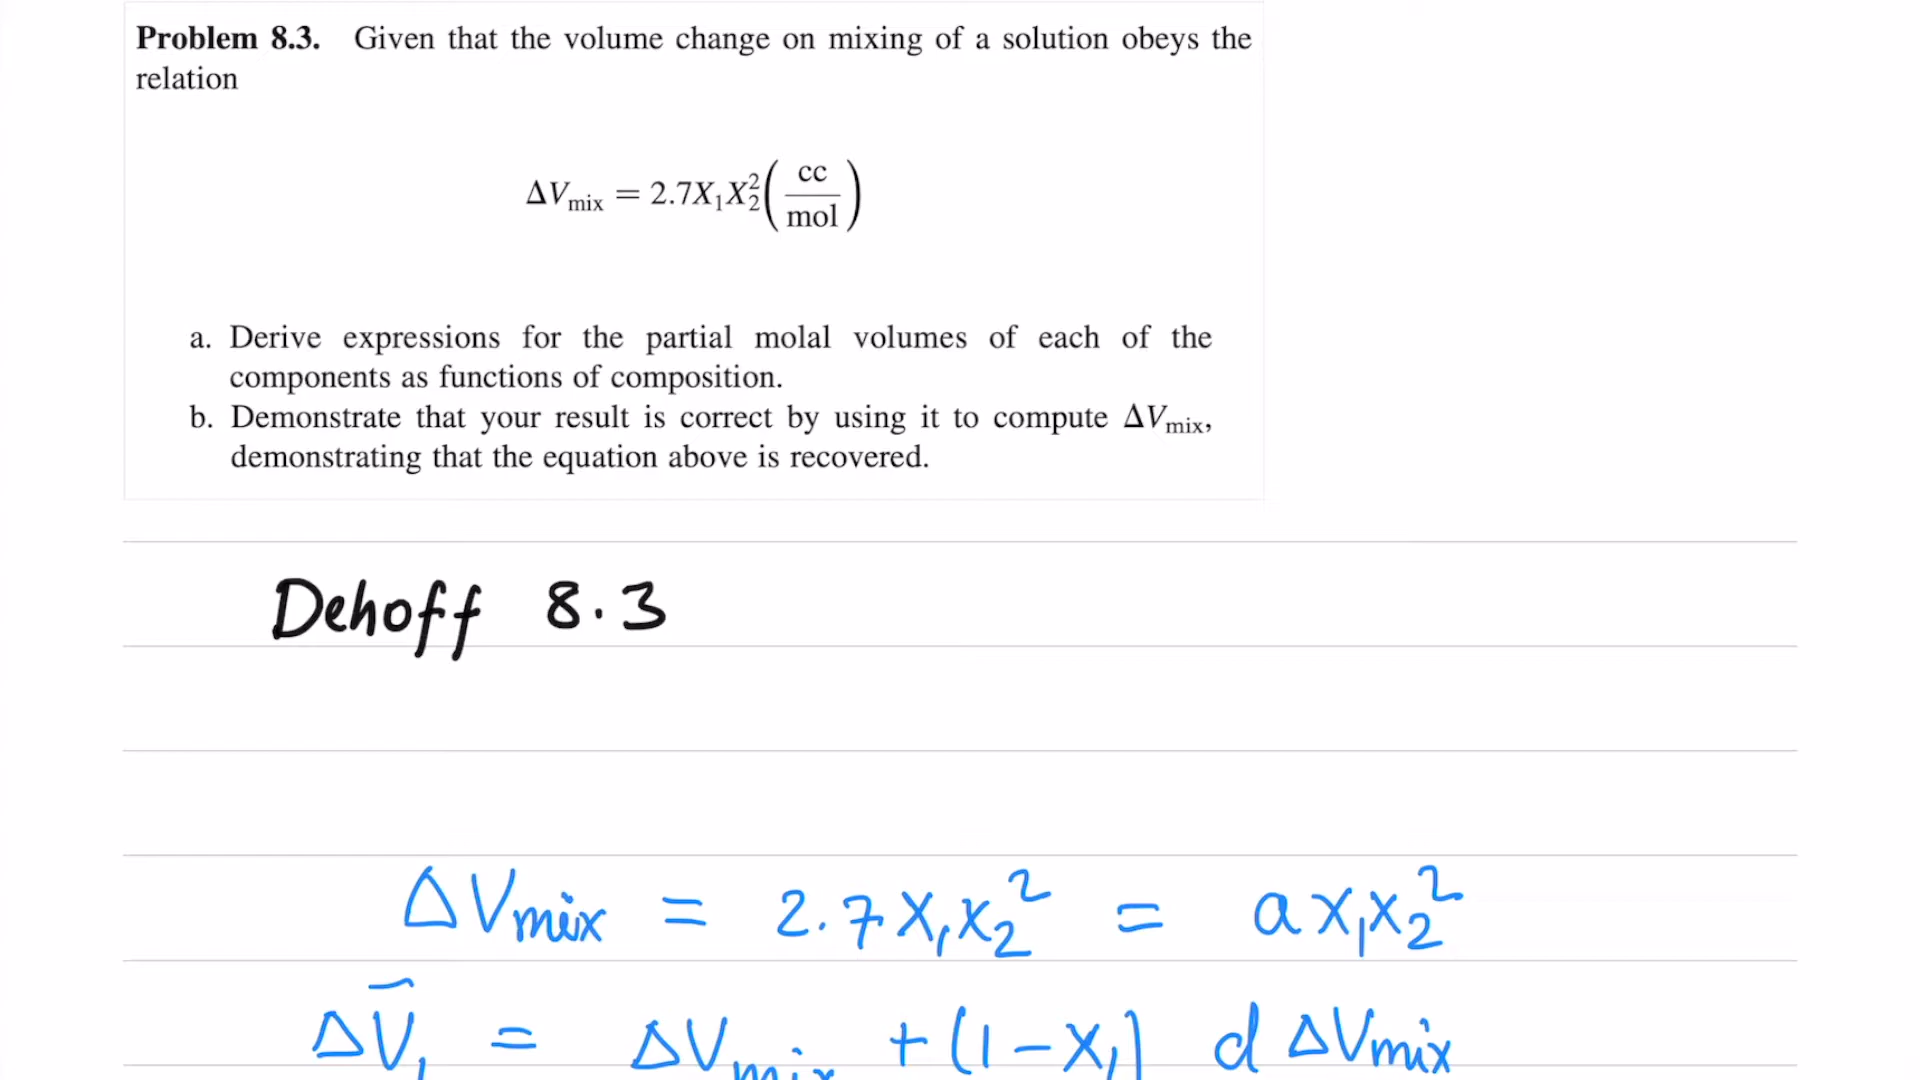 Problem 8.3. Given that the volume change on mixing of a solution obeys the
relation
ΔV_mix = 2.7X₁X₂² (cc/mol)
a. Derive expressions for the partial molal volumes of each of the
components as functions of composition.
b. Demonstrate that your result is correct by using it to compute ΔV_mix,
demonstrating that the equation above is recovered.
Dehoff 8.3
ΔVmix = 2.7X₁X₂² = aX₁X₂²
ΔV̄₁ = ΔVmix + (1-X₁) dΔVmix